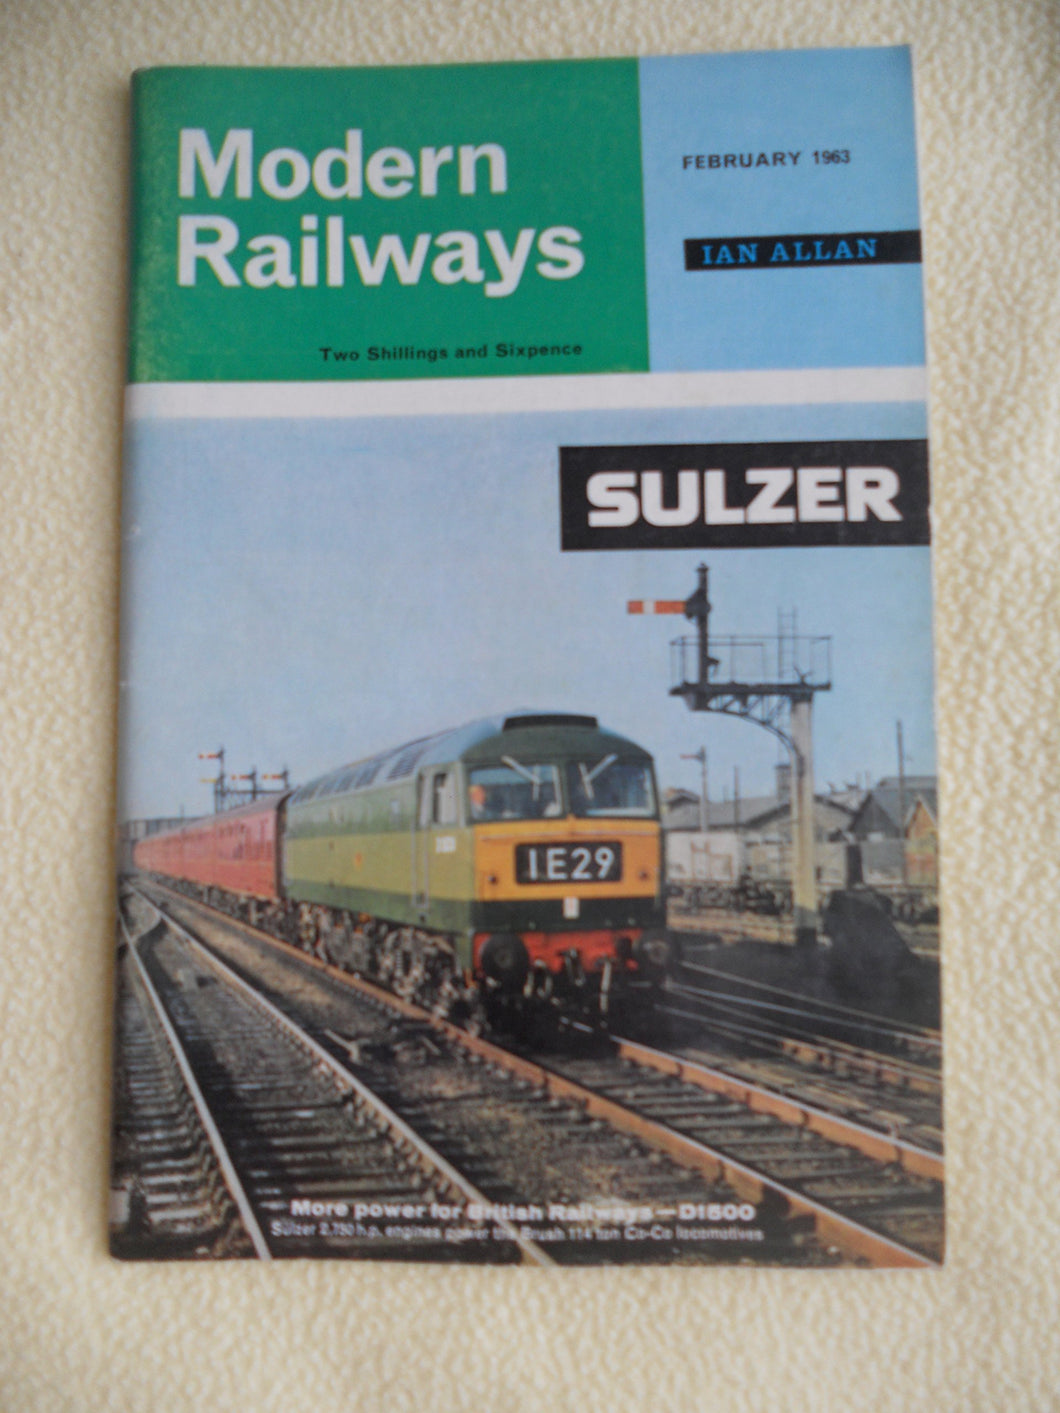 Modern
Railways
Two Shillings and Sixpence
FEBRUARY 1963
IAN ALLAN
SULZER
1E29
More power for British Railways — D1500
Sulzer 2,750 h.p. engines power the Brush 114 ton Co-Co locomotives